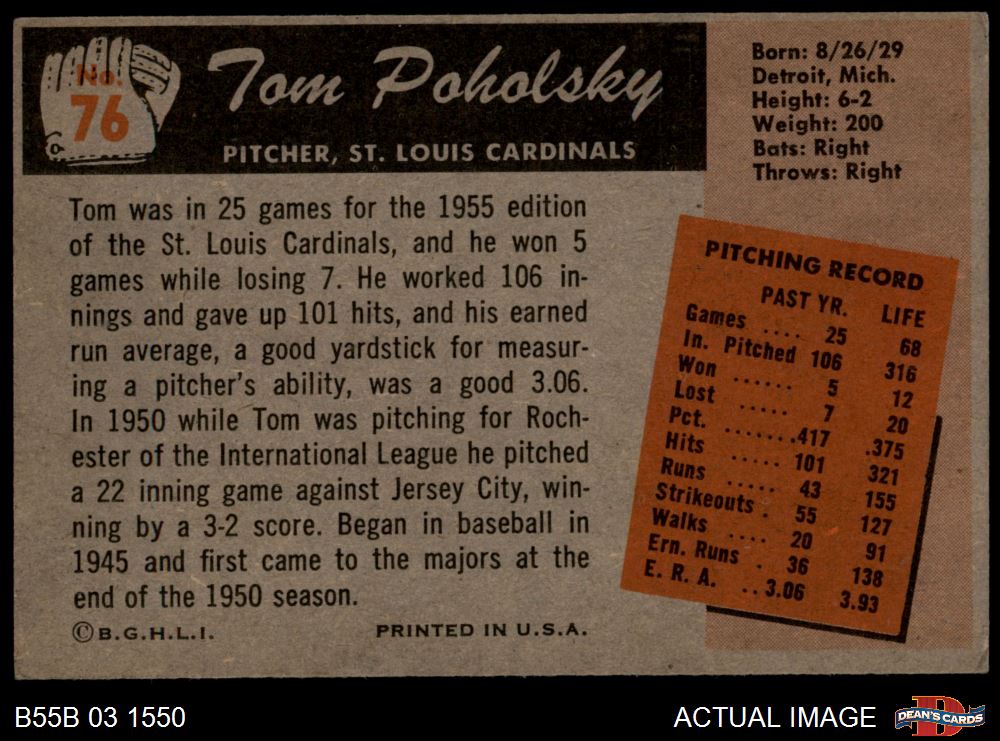 No.
76
Tom Poholsky
PITCHER, ST. LOUIS CARDINALS
Born: 8/26/29
Detroit, Mich.
Height: 6-2
Weight: 200
Bats: Right
Throws: Right
Tom was in 25 games for the 1955 edition
of the St. Louis Cardinals, and he won 5
games while losing 7. He worked 106 in-
nings and gave up 101 hits, and his earned
run average, a good yardstick for measur-
ing a pitcher's ability, was a good 3.06.
In 1950 while Tom was pitching for Roch-
ester of the International League he pitched
a 22 inning game against Jersey City, win-
ning by a 3-2 score. Began in baseball in
1945 and first came to the majors at the
end of the 1950 season.
©B.G.H.L.I. PRINTED IN U.S.A.
PITCHING RECORD
PAST YR. LIFE
Games .... 25 68
In. Pitched 106 316
Won ...... 5 12
Lost ..... 7 20
Pct. .......417 .375
Hits ..... 101 321
Runs ..... 43 155
Strikeouts . 55 127
Walks .... 20 91
Ern. Runs . 36 138
E. R. A. ..3.06 3.93
B55B 03 1550
ACTUAL IMAGE
D
DEAN'S CARDS